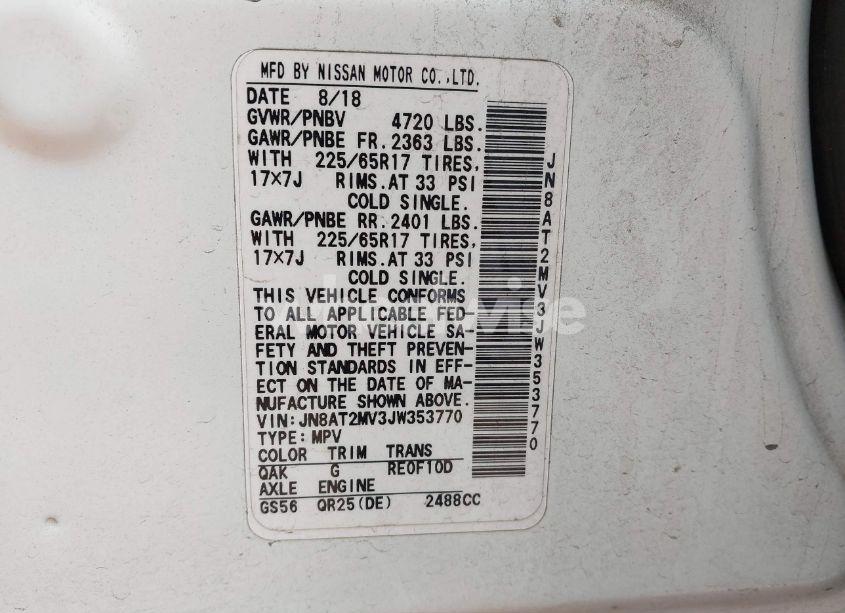 MFD BY NISSAN MOTOR CO.,LTD.
DATE 8/18
GVWR/PNBV 4720 LBS.
GAWR/PNBE FR. 2363 LBS.
WITH 225/65R17 TIRES,
17×7J RIMS.AT 33 PSI
COLD SINGLE.
GAWR/PNBE RR. 2401 LBS.
WITH 225/65R17 TIRES,
17×7J RIMS.AT 33 PSI
COLD SINGLE.
THIS VEHICLE CONFORMS
TO ALL APPLICABLE FED-
ERAL MOTOR VEHICLE SA-
FETY AND THEFT PREVEN-
TION STANDARDS IN EFF-
ECT ON THE DATE OF MA-
NUFACTURE SHOWN ABOVE.
VIN:JN8AT2MV3JW353770
TYPE:MPV
COLOR TRIM TRANS
QAK G RE0F10D
AXLE ENGINE
GS56 QR25(DE) 2488CC
JN8AT2MV3JW353770